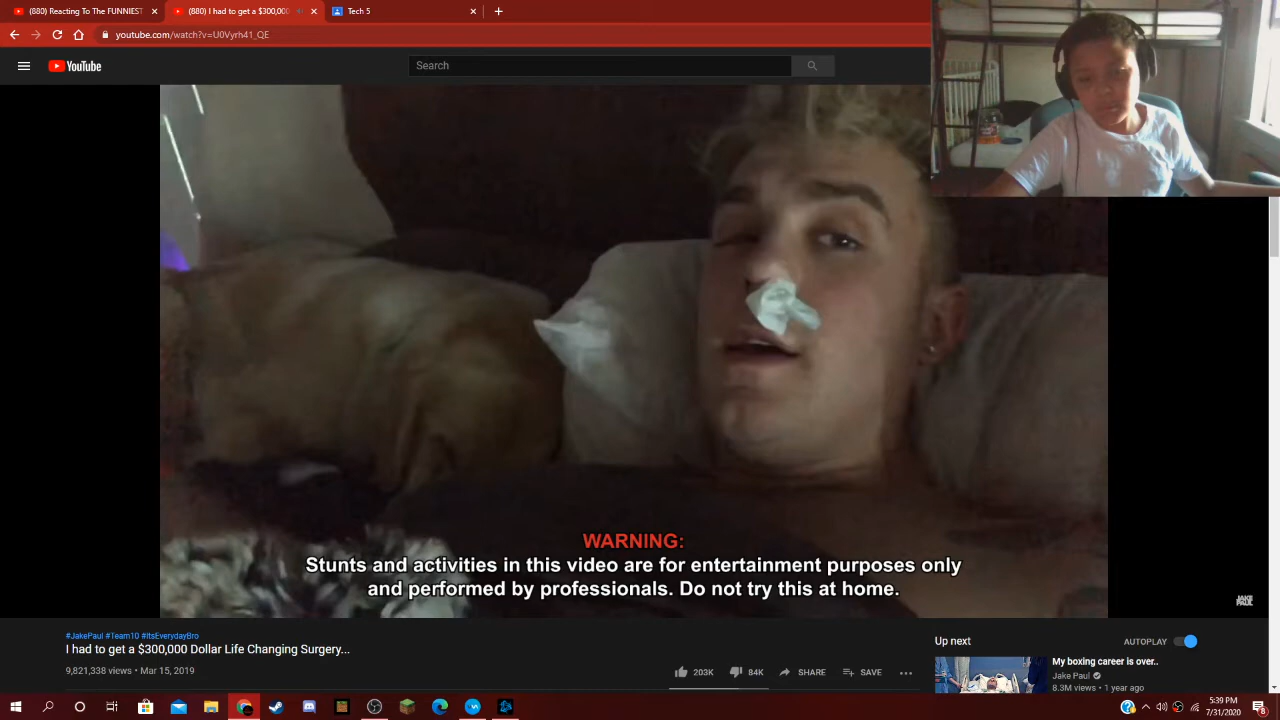 (880) Reacting To The FUNNIEST
(880) I had to get a $300,000
Tech 5
youtube.com/watch?v=U0Vyrh41_QE
YouTube
Search
WARNING:
Stunts and activities in this video are for entertainment purposes only
and performed by professionals. Do not try this at home.
JAKE
PAUL
#JakePaul #Team10 #ItsEverydayBro
I had to get a $300,000 Dollar Life Changing Surgery...
9,821,338 views • Mar 15, 2019
203K
84K
SHARE
SAVE
Up next
AUTOPLAY
My boxing career is over..
Jake Paul
8.3M views • 1 year ago
5:39 PM
7/31/2020
8